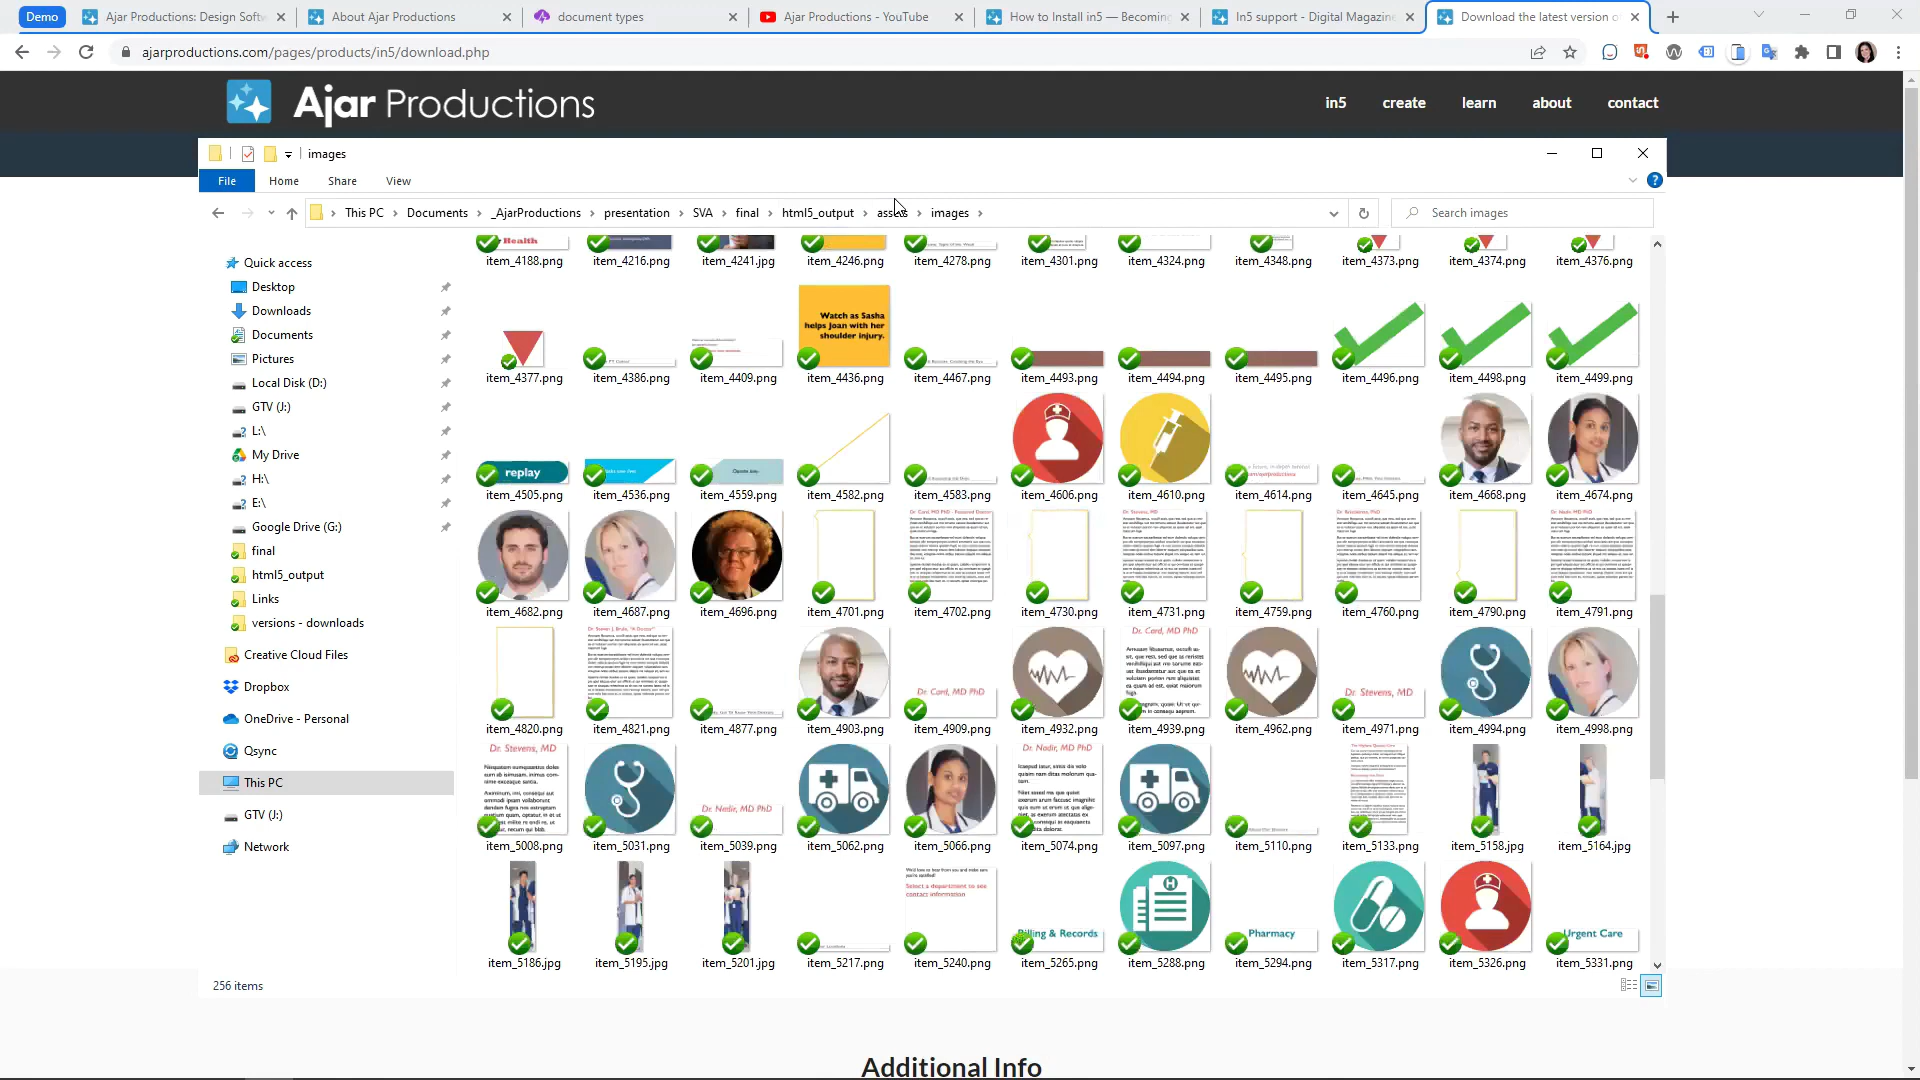 Demo
Ajar Productions: Design Softw
About Ajar Productions
document types
Ajar Productions - YouTube
How to Install in5 — Becoming
In5 support - Digital Magazine
Download the latest version o
ajarproductions.com/pages/products/in5/download.php
Ajar Productions
in5 create learn about contact
images
File Home Share View
This PC Documents _AjarProductions presentation SVA final html5_output images
Search images
Quick access
Desktop
Downloads
Documents
Pictures
Local Disk (D:)
GTV (J:)
L:\
My Drive
H:\
E:\
Google Drive (G:)
final
html5_output
Links
versions - downloads
Creative Cloud Files
Dropbox
OneDrive - Personal
Qsync
This PC
GTV (J:)
Network
Health
item_4188.png item_4216.png item_4241.jpg item_4246.png item_4278.png item_4301.png item_4324.png item_4348.png item_4373.png item_4374.png item_4376.png
Watch as Sasha
helps Joan with her
shoulder injury.
item_4377.png item_4386.png item_4409.png item_4436.png item_4467.png item_4493.png item_4494.png item_4495.png item_4496.png item_4498.png item_4499.png
replay
item_4505.png item_4536.png item_4559.png item_4582.png item_4583.png item_4606.png item_4610.png item_4614.png item_4645.png item_4668.png item_4674.png
item_4682.png item_4687.png item_4696.png item_4701.png item_4702.png item_4730.png item_4731.png item_4759.png item_4760.png item_4790.png item_4791.png
Dr. Cord, MD PhD
Dr. Cord, MD PhD
Dr. Stevens, MD
item_4820.png item_4821.png item_4877.png item_4903.png item_4909.png item_4932.png item_4939.png item_4962.png item_4971.png item_4994.png item_4998.png
Dr. Stevens, MD
Dr. Nadir, MD PhD
Dr. Nadir, MD PhD
item_5008.png item_5031.png item_5039.png item_5062.png item_5066.png item_5074.png item_5097.png item_5110.png item_5133.png item_5158.jpg item_5164.jpg
Select a department to see
contact information
Billing & Records
H
Pharmacy
Urgent Care
item_5186.jpg item_5195.jpg item_5201.jpg item_5217.png item_5240.png item_5265.png item_5288.png item_5294.png item_5317.png item_5326.png item_5331.png
256 items
Additional Info